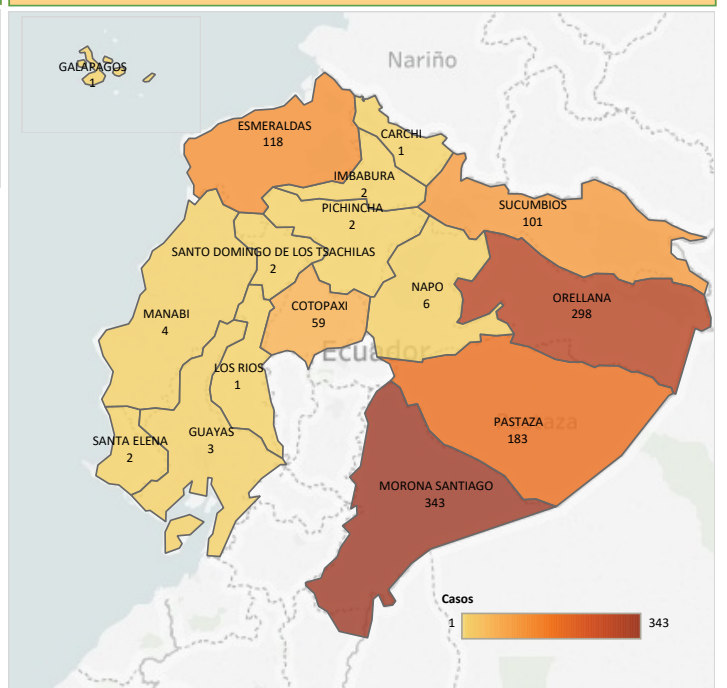 Nariño
GALAPAGOS
1
ESMERALDAS
118
CARCHI
1
IMBABURA
2
PICHINCHA
2
SUCUMBIOS
101
SANTO DOMINGO DE LOS TSACHILAS
2
NAPO
6
ORELLANA
298
COTOPAXI
59
MANABI
4
Ecuador
LOS RIOS
1
PASTAZA
183
GUAYAS
3
SANTA ELENA
2
MORONA SANTIAGO
343
Casos
1 343